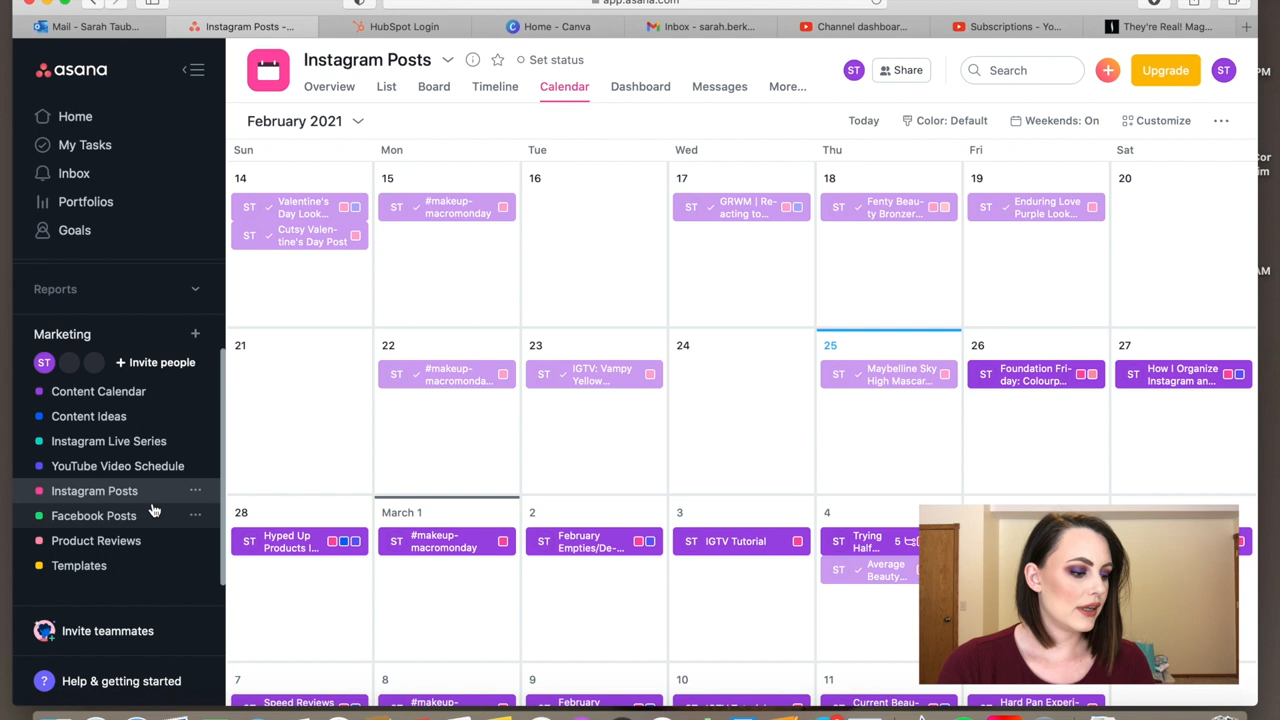 app.asana.com
Mail - Sarah Taub...
Instagram Posts -...
HubSpot Login
Home - Canva
Inbox - sarah.berk...
Channel dashboar...
Subscriptions - Yo...
They're Real! Mag...
asana
Home
My Tasks
Inbox
Portfolios
Goals
Reports
Marketing
ST
+ Invite people
Content Calendar
Content Ideas
Instagram Live Series
YouTube Video Schedule
Instagram Posts
Facebook Posts
Product Reviews
Templates
Invite teammates
? Help & getting started
Instagram Posts
Set status
ST
Share
Search
Upgrade
ST
Overview
List
Board
Timeline
Calendar
Dashboard
Messages
More...
February 2021
Today
Color: Default
Weekends: On
Customize
Sun
Mon
Tue
Wed
Thu
Fri
Sat
14
15
16
17
18
19
20
ST Valentine's
Day Look...
ST Cutsy Valen-
tine's Day Post
ST #makeup-
macromonday
ST GRWM | Re-
acting to...
ST Fenty Beau-
ty Bronzer...
ST Enduring Love
Purple Look...
21
22
23
24
25
26
27
ST #makeup-
macromonda...
ST IGTV: Vampy
Yellow...
ST Maybelline Sky
High Mascar...
ST Foundation Fri-
day: Colourp...
ST How I Organize
Instagram an...
28
March 1
2
3
4
ST Hyped Up
Products I...
ST #makeup-
macromonday
ST February
Empties/De-...
ST IGTV Tutorial
ST Trying
Half... 5
ST Average
Beauty...
7
8
9
10
11
Speed Reviews
#makeup-
February
IGTV Tutorial
Current Beau-
Hard Pan Experi-
PM
AM